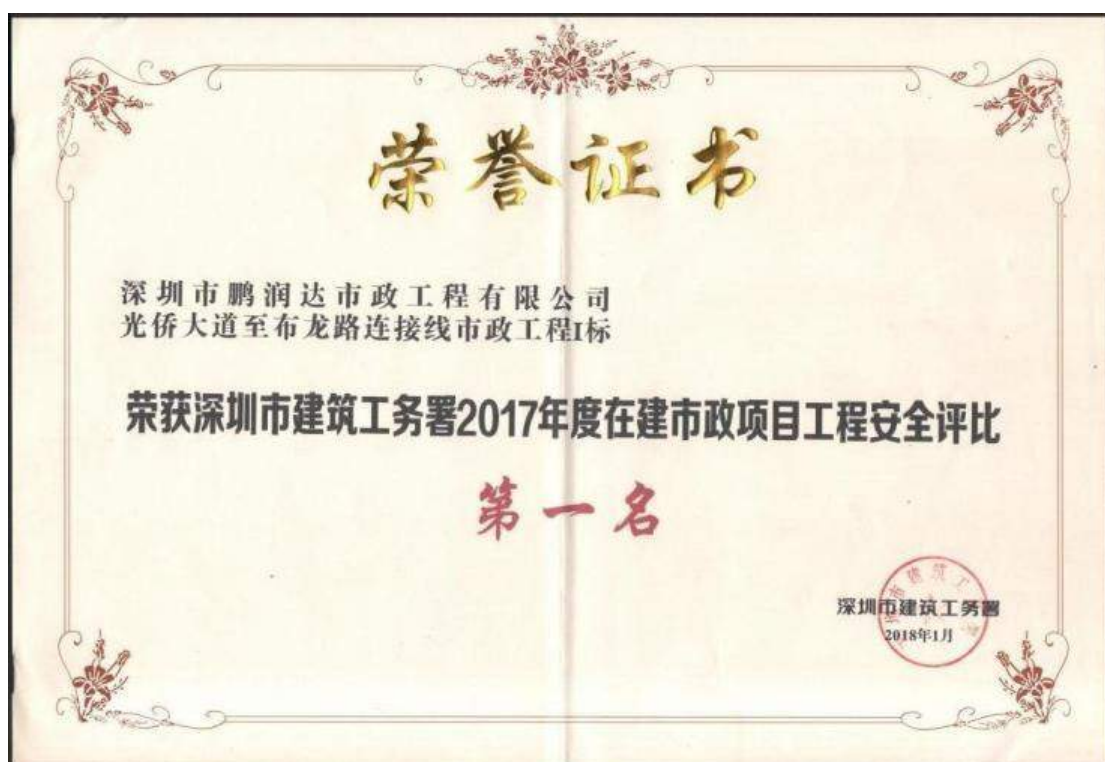 荣誉证书
深圳市鹏润达市政工程有限公司
光侨大道至布龙路连接线市政工程I标
荣获深圳市建筑工务署2017年度在建市政项目工程安全评比
第一名
深圳市建筑工务署
2018年1月